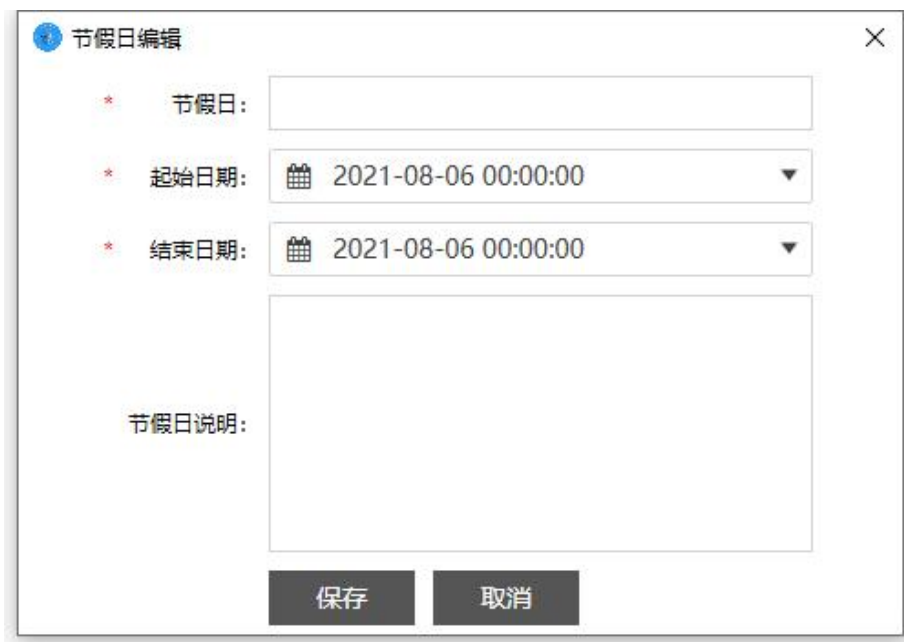 节假日编辑
* 节假日：
* 起始日期： 2021-08-06 00:00:00
* 结束日期： 2021-08-06 00:00:00
节假日说明：
保存 取消